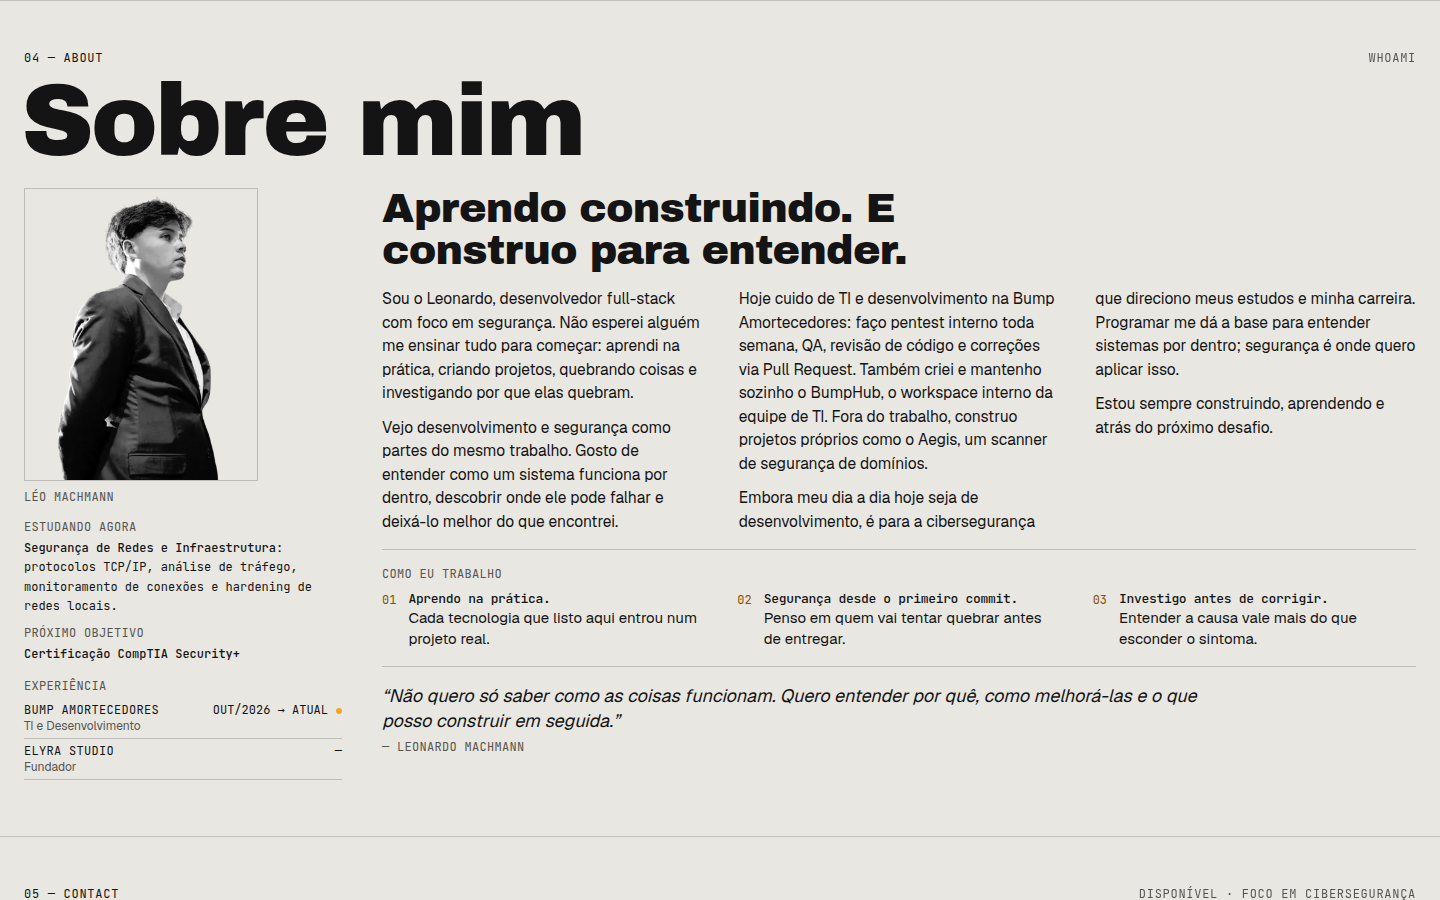 04 — ABOUT
WHOAMI
Sobre mim
LÉO MACHMANN
ESTUDANDO AGORA
Segurança de Redes e Infraestrutura:
protocolos TCP/IP, análise de tráfego,
monitoramento de conexões e hardening de
redes locais.
PRÓXIMO OBJETIVO
Certificação CompTIA Security+
EXPERIÊNCIA
BUMP AMORTECEDORES OUT/2026 → ATUAL
TI e Desenvolvimento
ELYRA STUDIO —
Fundador
Aprendo construindo. E
construo para entender.
Sou o Leonardo, desenvolvedor full-stack
com foco em segurança. Não esperei alguém
me ensinar tudo para começar: aprendi na
prática, criando projetos, quebrando coisas e
investigando por que elas quebram.
Vejo desenvolvimento e segurança como
partes do mesmo trabalho. Gosto de
entender como um sistema funciona por
dentro, descobrir onde ele pode falhar e
deixá-lo melhor do que encontrei.
Hoje cuido de TI e desenvolvimento na Bump
Amortecedores: faço pentest interno toda
semana, QA, revisão de código e correções
via Pull Request. Também criei e mantenho
sozinho o BumpHub, o workspace interno da
equipe de TI. Fora do trabalho, construo
projetos próprios como o Aegis, um scanner
de segurança de domínios.
Embora meu dia a dia hoje seja de
desenvolvimento, é para a cibersegurança
que direciono meus estudos e minha carreira.
Programar me dá a base para entender
sistemas por dentro; segurança é onde quero
aplicar isso.
Estou sempre construindo, aprendendo e
atrás do próximo desafio.
COMO EU TRABALHO
01 Aprendo na prática.
Cada tecnologia que listo aqui entrou num
projeto real.
02 Segurança desde o primeiro commit.
Penso em quem vai tentar quebrar antes
de entregar.
03 Investigo antes de corrigir.
Entender a causa vale mais do que
esconder o sintoma.
“Não quero só saber como as coisas funcionam. Quero entender por quê, como melhorá-las e o que
posso construir em seguida.”
— LEONARDO MACHMANN
05 — CONTACT
DISPONÍVEL · FOCO EM CIBERSEGURANÇA